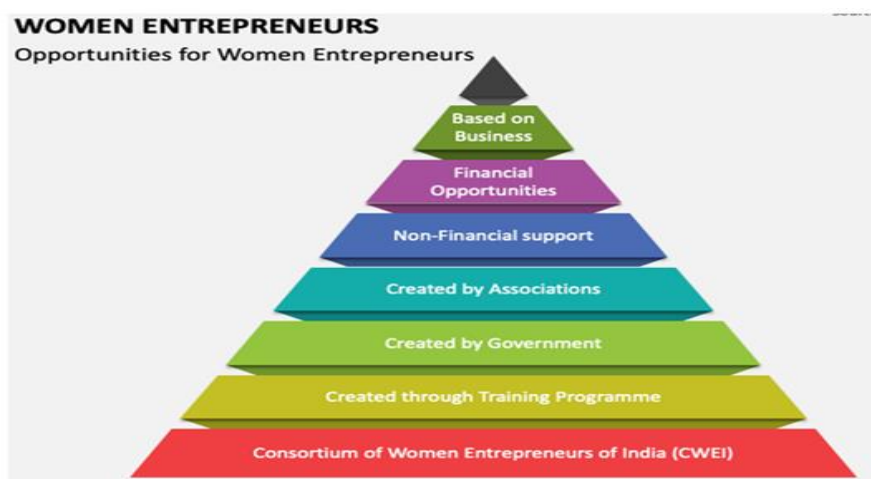 WOMEN ENTREPRENEURS
Opportunities for Women Entrepreneurs
Based on
Business
Financial
Opportunities
Non-Financial support
Created by Associations
Created by Government
Created through Training Programme
Consortium of Women Entrepreneurs of India (CWEI)